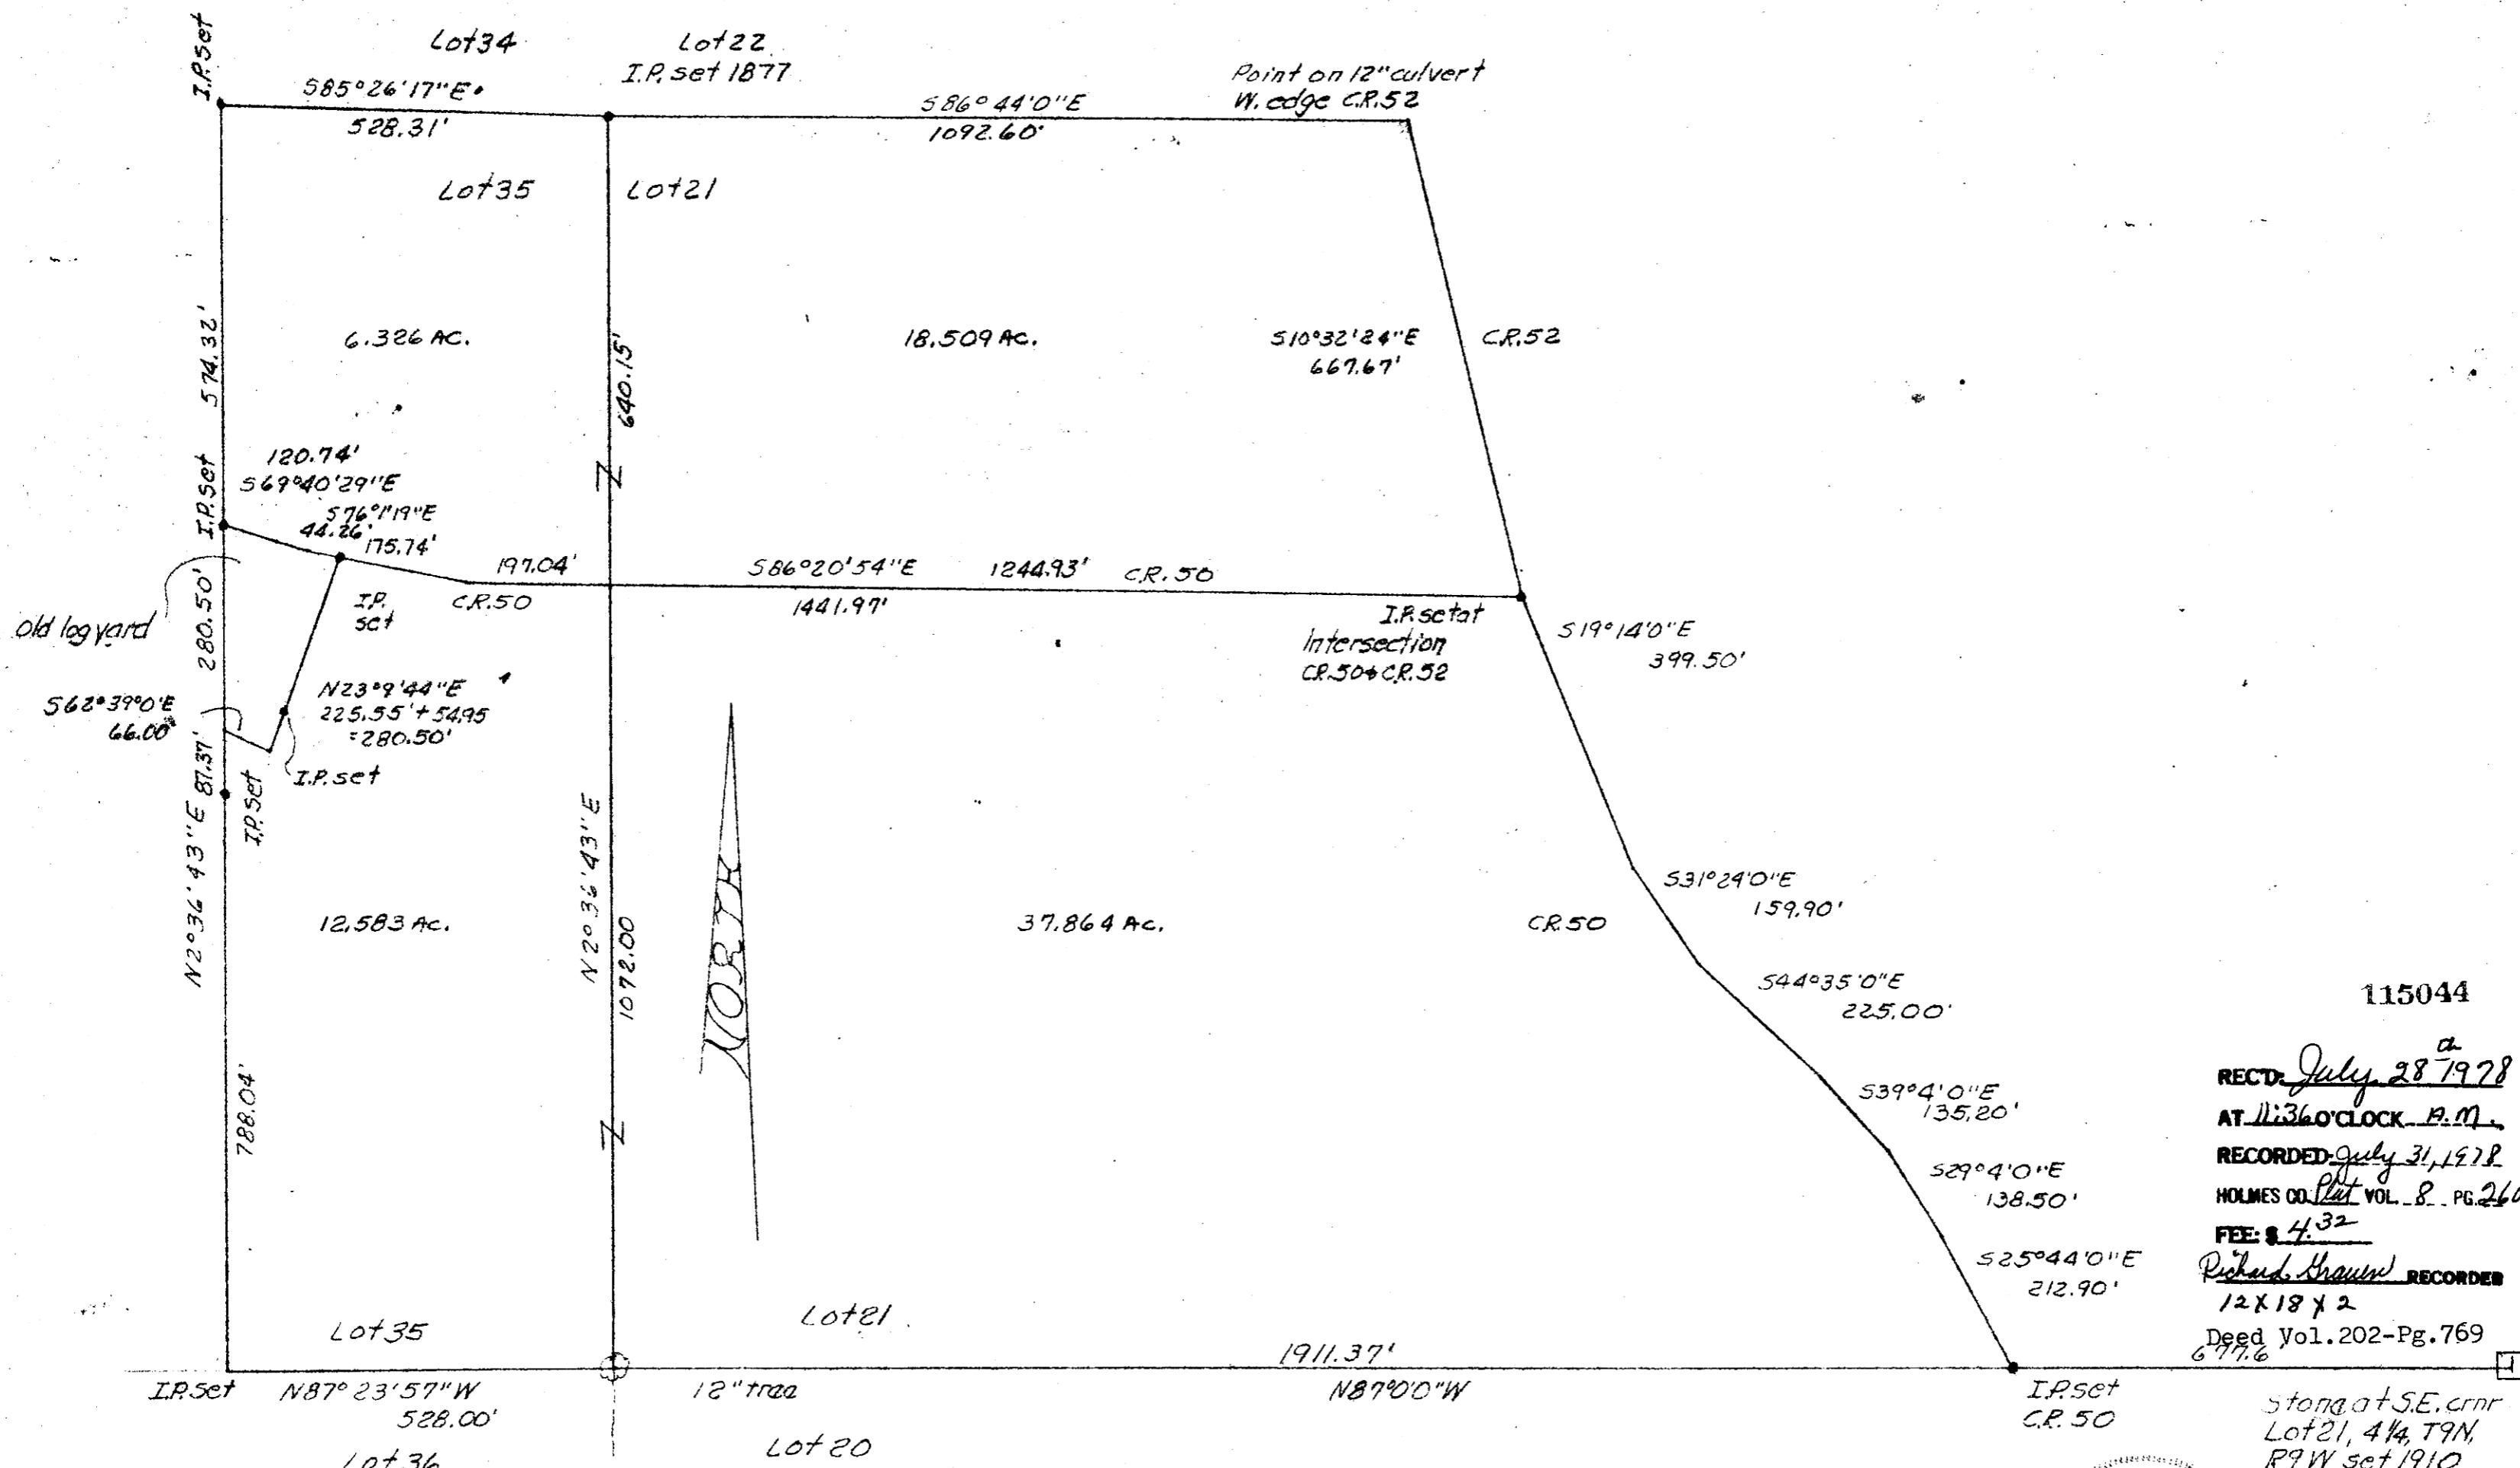 I.P. set
Lot 34
Lot 22
I.P. set 1877
Point on 12" culvert
W. edge C.R. 52
S85°26'17"E
528.31'
S86°44'0"E
1092.60'
Lot 35
Lot 21
574.32'
6.326 AC.
640.15'
18.509 AC.
S10°32'24"E
667.67'
C.R. 52
I.P. set
120.74'
S69°40'29"E
S76°1'19"E
44.26'
175.74'
197.04'
S86°20'54"E
1244.93'
C.R. 50
1441.97'
I.P.
set
C.R. 50
I.P. set at
Intersection
C.R. 50 & C.R. 52
old log yard
280.50'
S19°14'0"E
399.50'
S62°39'0"E
66.00'
N23°9'44"E
225.55' + 54.95
=280.50'
87.37'
I.P. set
I.P. set
N2°36'43"E
N2°36'43"E
1072.00
NORTH
12.583 AC.
37.864 AC.
C.R. 50
S31°24'0"E
159.90'
S44°35'0"E
225.00'
S39°4'0"E
135.20'
S29°4'0"E
138.50'
S25°44'0"E
212.90'
788.04'
115044
RECT: July 28th 1978
AT 11:36 O'CLOCK A.M.
RECORDED July 31, 1978
HOLMES CO. Plat VOL. 8 PG. 260
FEE: $ 4.32
Richard RECORDER
12 X 18 X 2
Deed Vol.202-Pg.769
677.6
Lot 35
Lot 21
1911.37'
I.P. Set
N87°23'57"W
528.00'
12" tree
N87°0'0"W
I.P. set
C.R. 50
Stone at S.E. crnr
Lot 21, 4 1/4, T9N,
R9W set 1910
Lot 36
Lot 20